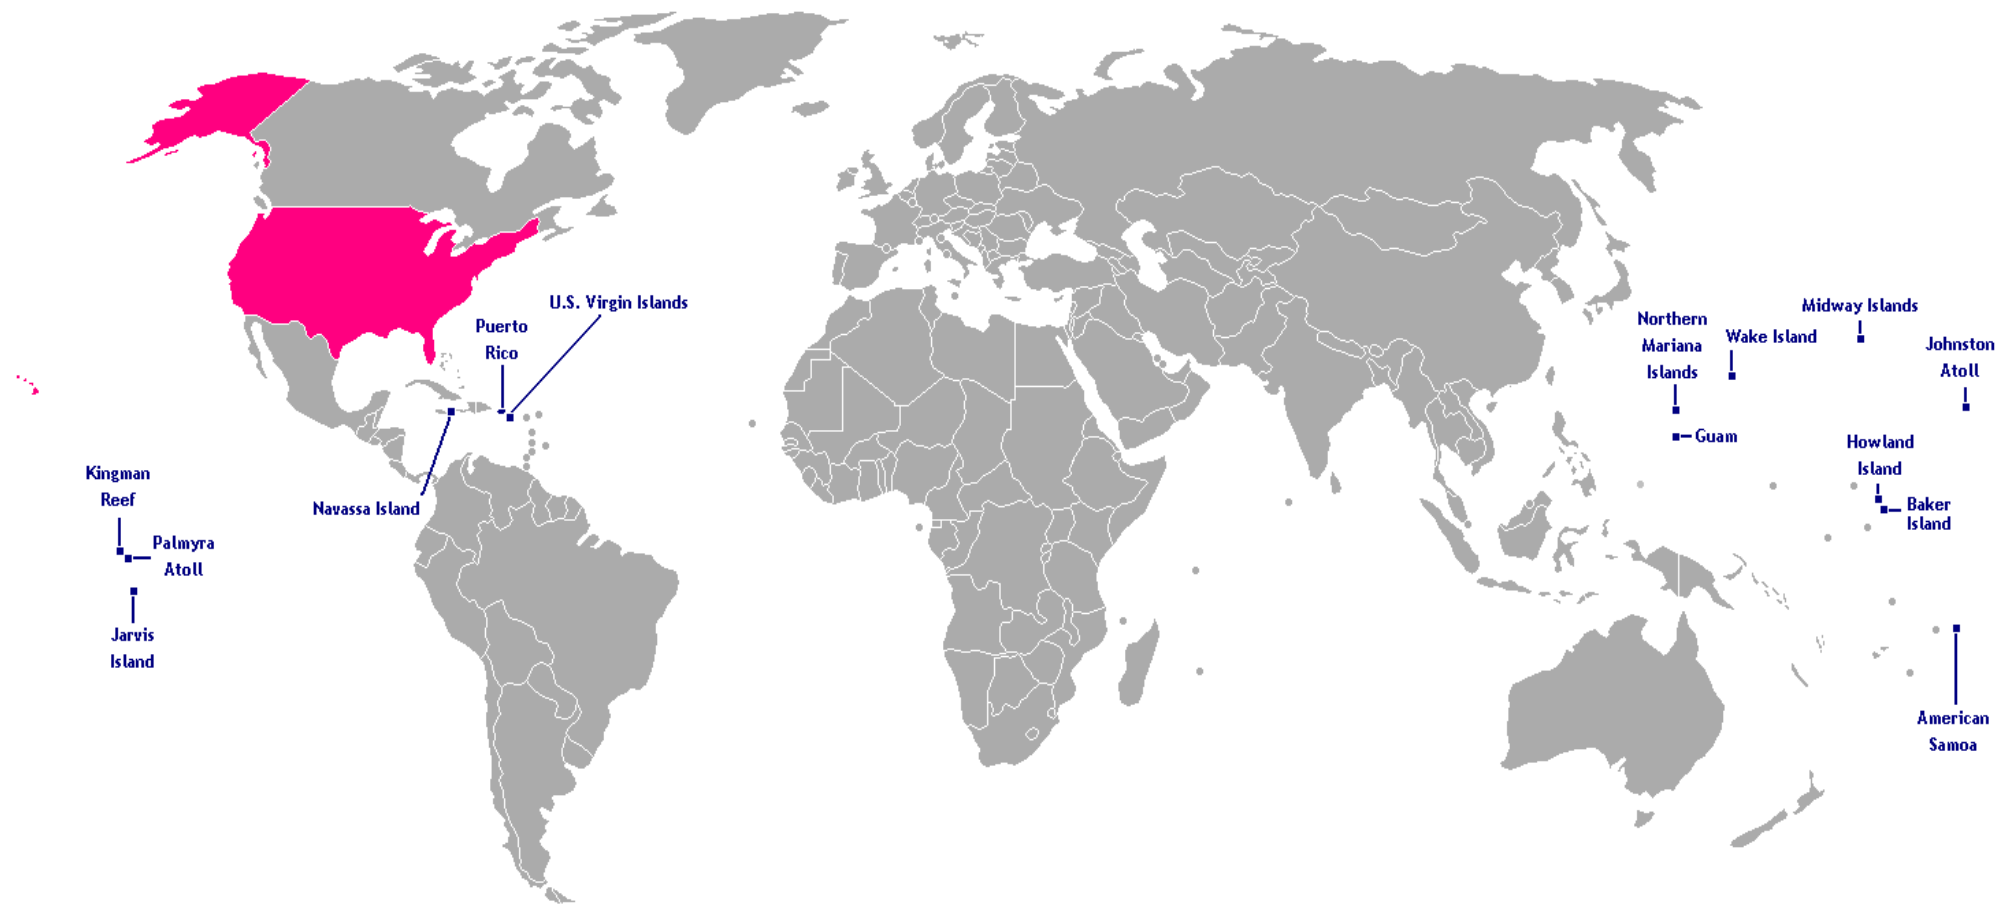 U.S. Virgin Islands
Puerto
Rico
Navassa Island
Kingman
Reef
Palmyra
Atoll
Jarvis
Island
Northern
Mariana
Islands
Wake Island
Midway Islands
Johnston
Atoll
Guam
Howland
Island
Baker
Island
American
Samoa